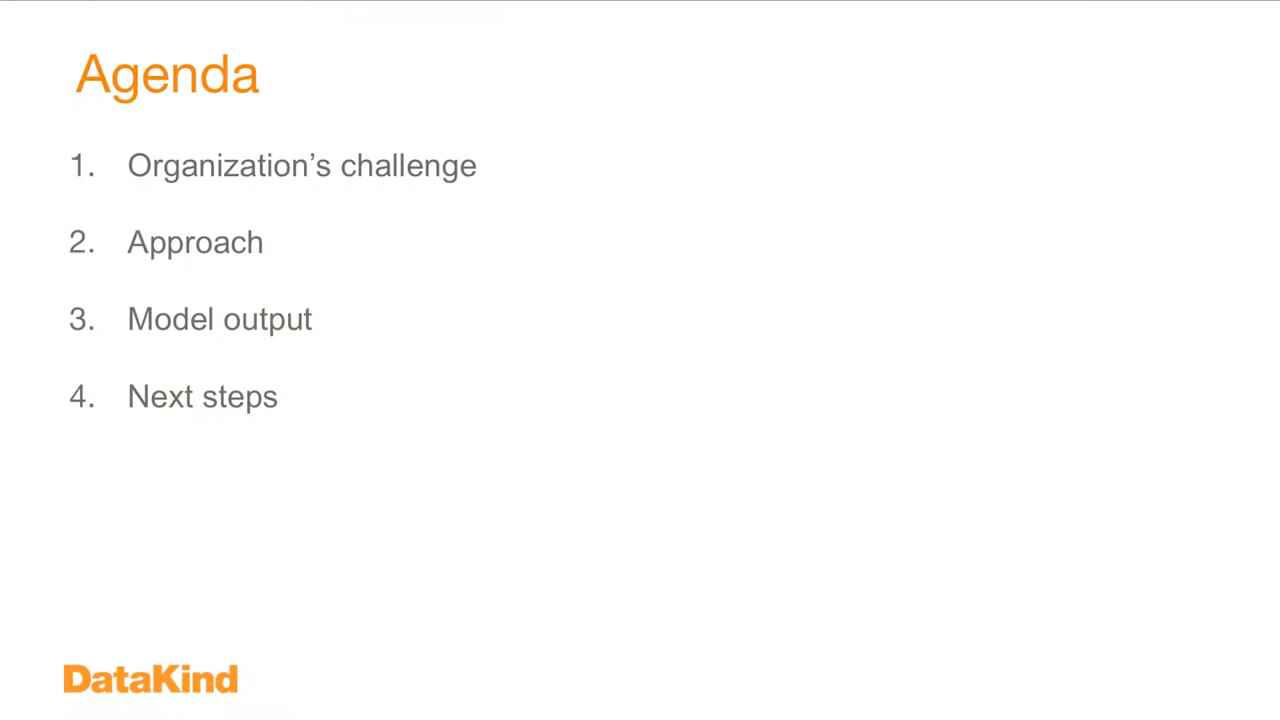 Agenda
1. Organization’s challenge
2. Approach
3. Model output
4. Next steps
DataKind